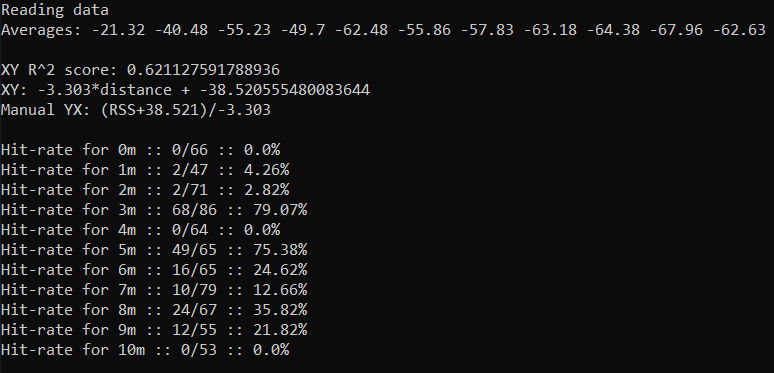 Reading data
Averages: -21.32 -40.48 -55.23 -49.7 -62.48 -55.86 -57.83 -63.18 -64.38 -67.96 -62.63
XY R^2 score: 0.621127591788936
XY: -3.303*distance + -38.520555480083644
Manual YX: (RSS+38.521)/-3.303
Hit-rate for 0m :: 0/66 :: 0.0%
Hit-rate for 1m :: 2/47 :: 4.26%
Hit-rate for 2m :: 2/71 :: 2.82%
Hit-rate for 3m :: 68/86 :: 79.07%
Hit-rate for 4m :: 0/64 :: 0.0%
Hit-rate for 5m :: 49/65 :: 75.38%
Hit-rate for 6m :: 16/65 :: 24.62%
Hit-rate for 7m :: 10/79 :: 12.66%
Hit-rate for 8m :: 24/67 :: 35.82%
Hit-rate for 9m :: 12/55 :: 21.82%
Hit-rate for 10m :: 0/53 :: 0.0%